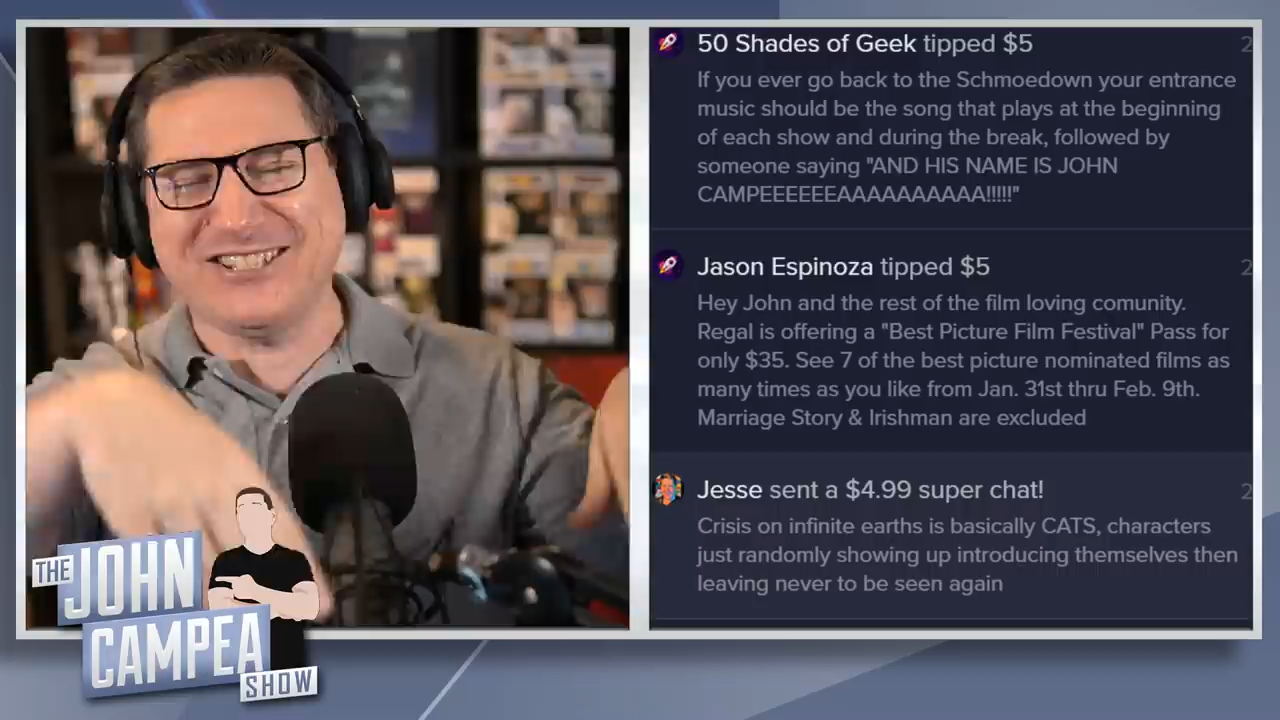 50 Shades of Geek tipped $5
2
If you ever go back to the Schmoedown your entrance
music should be the song that plays at the beginning
of each show and during the break, followed by
someone saying "AND HIS NAME IS JOHN
CAMPEEEEEEAAAAAAAAAA!!!!!"
Jason Espinoza tipped $5
2
Hey John and the rest of the film loving comunity.
Regal is offering a "Best Picture Film Festival" Pass for
only $35. See 7 of the best picture nominated films as
many times as you like from Jan. 31st thru Feb. 9th.
Marriage Story & Irishman are excluded
Jesse sent a $4.99 super chat!
2
Crisis on infinite earths is basically CATS, characters
just randomly showing up introducing themselves then
leaving never to be seen again
THE
JOHN
CAMPEA
SHOW